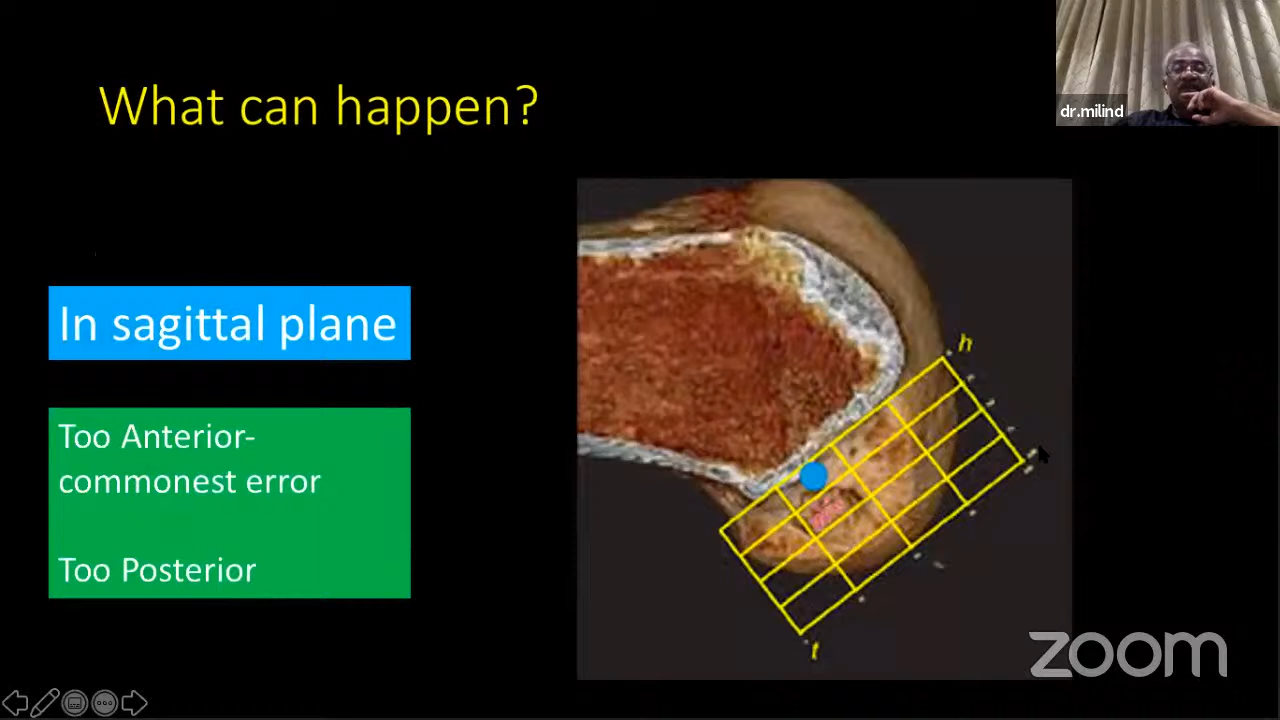 What can happen?
dr.milind
In sagittal plane
Too Anterior-
commonest error
Too Posterior
h
t
zoom